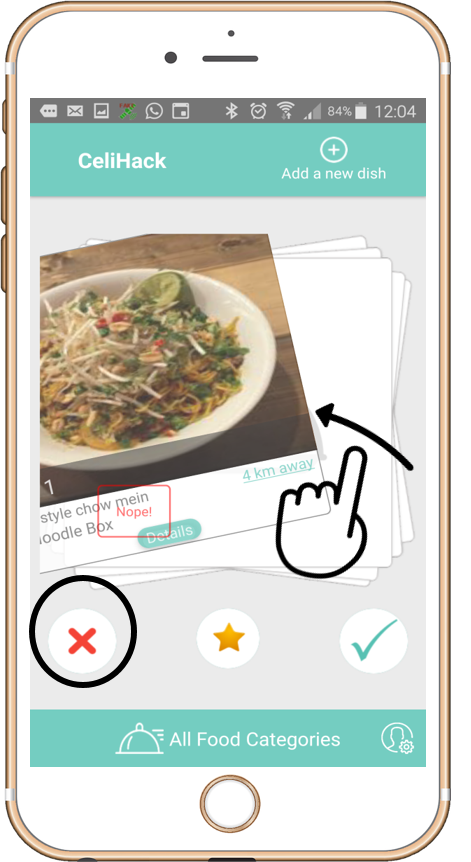 84% 12:04
CeliHack
Add a new dish
1
4 km away
style chow mein
Nope!
Noodle Box
Details
All Food Categories